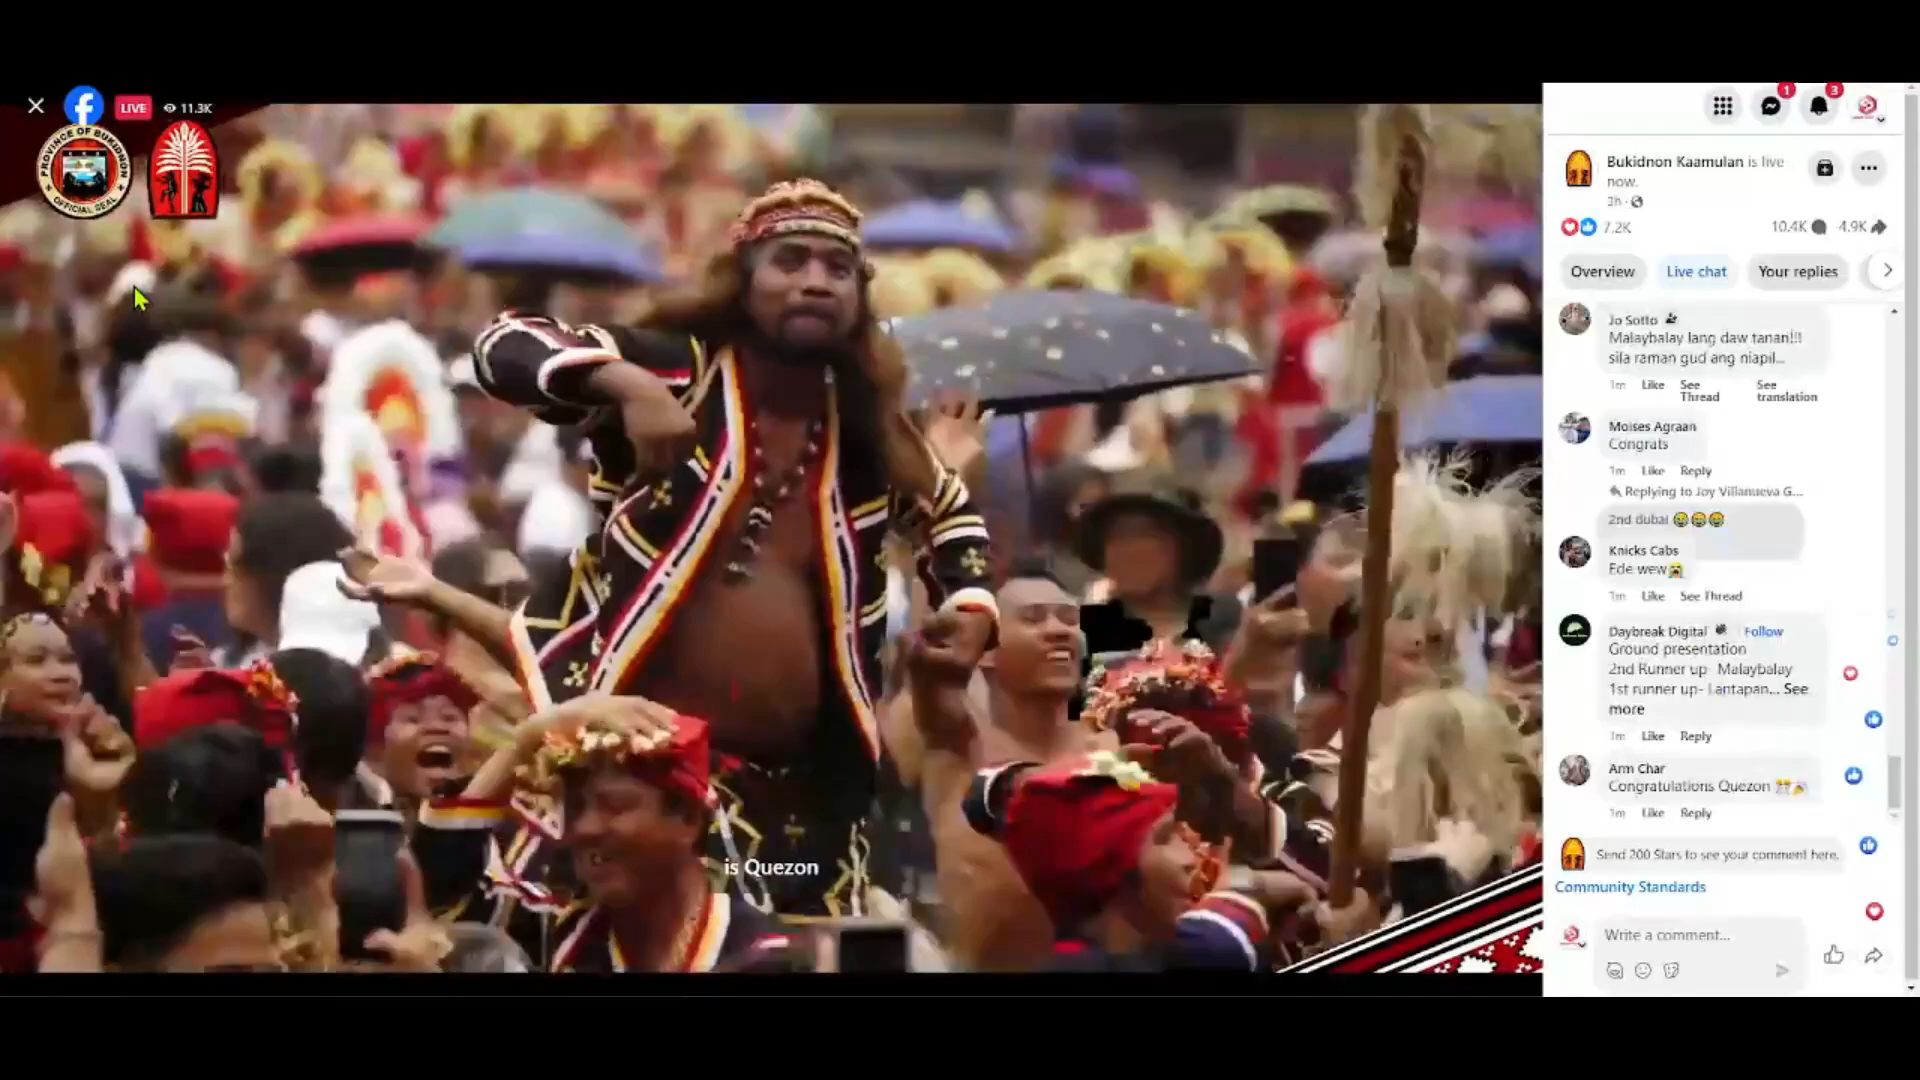 LIVE
11.3K
PROVINCE OF BUKIDNON
OFFICIAL SEAL
is Quezon
1
3
Bukidnon Kaamulan is live
now.
3h
7.2K
10.4K
4.9K
Overview
Live chat
Your replies
Jo Sotto
Malaybalay lang daw tanan!!!
sila raman gud ang niapil...
1m Like See Thread See translation
Moises Agraan
Congrats
1m Like Reply
Replying to Joy Villanueva G...
2nd dubai 😂😂😂
Knicks Cabs
Ede wew😭
1m Like See Thread
Daybreak Digital Follow
Ground presentation
2nd Runner up- Malaybalay
1st runner up- Lantapan... See
more
1m Like Reply
Arm Char
Congratulations Quezon 🎊🎉
1m Like Reply
Send 200 Stars to see your comment here.
Community Standards
Write a comment...